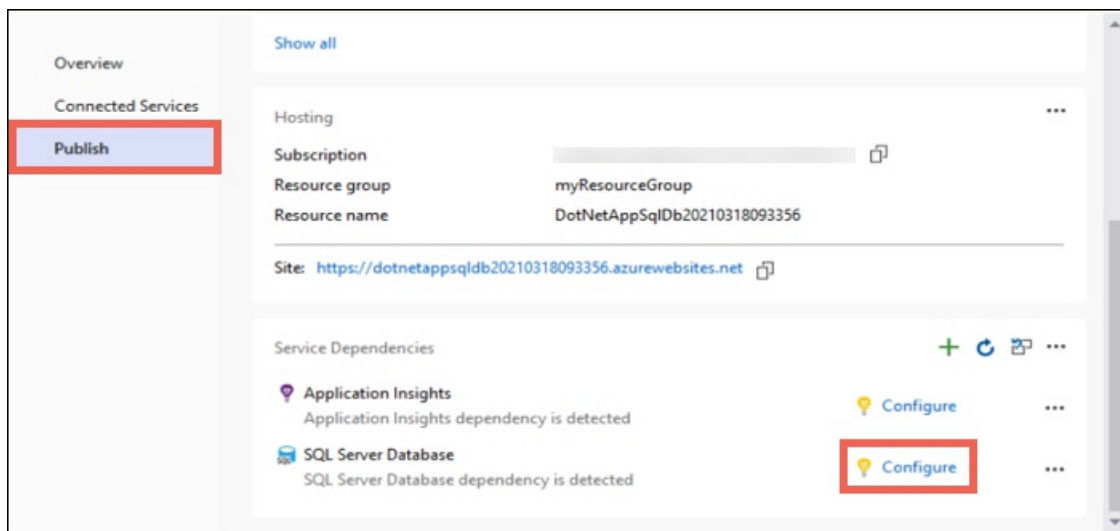 Overview
Connected Services
Publish
Show all
Hosting
Subscription
Resource group myResourceGroup
Resource name DotNetAppSqlDb20210318093356
Site: https://dotnetappsqldb20210318093356.azurewebsites.net
Service Dependencies
Application Insights
Application Insights dependency is detected
Configure
SQL Server Database
SQL Server Database dependency is detected
Configure